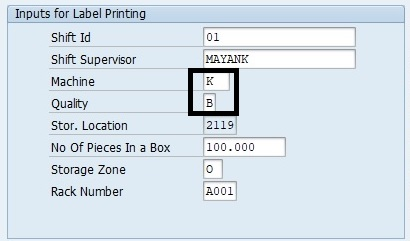 Inputs for Label Printing
Shift Id 01
Shift Supervisor MAYANK
Machine K
Quality B
Stor. Location 2119
No Of Pieces In a Box 100.000
Storage Zone O
Rack Number A001